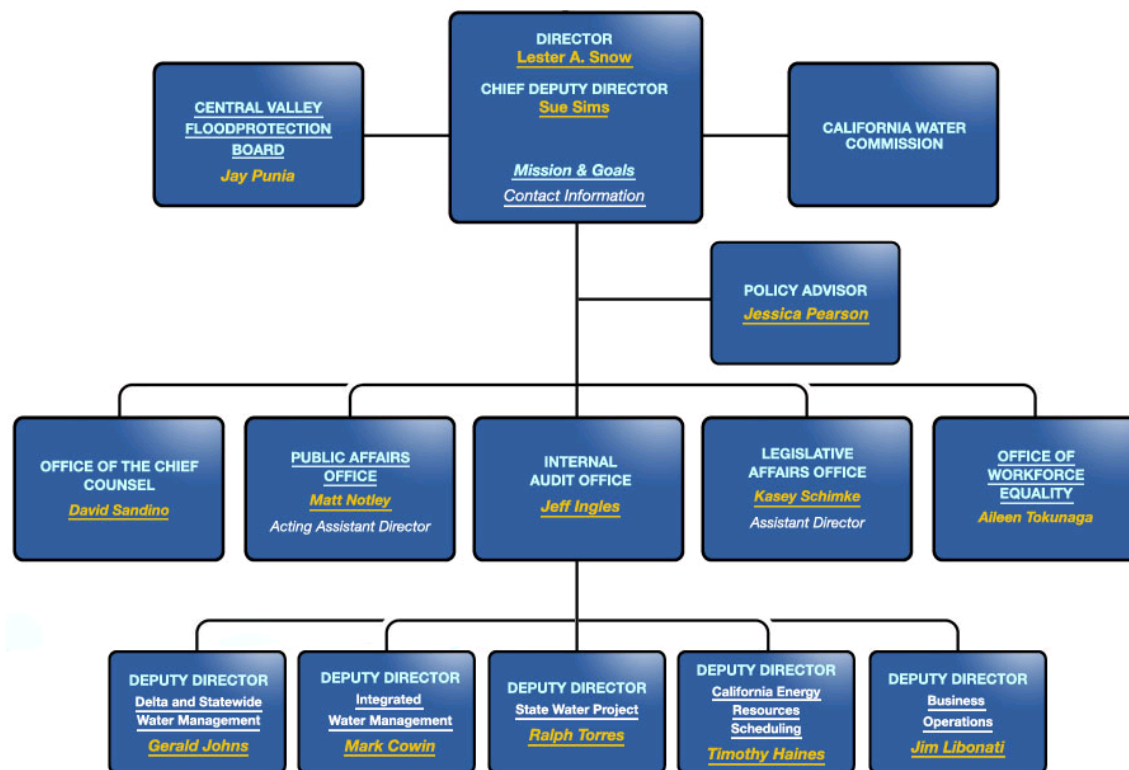 DIRECTOR
Lester A. Snow
CHIEF DEPUTY DIRECTOR
Sue Sims
Mission & Goals
Contact Information
CENTRAL VALLEY
FLOODPROTECTION
BOARD
Jay Punia
CALIFORNIA WATER
COMMISSION
POLICY ADVISOR
Jessica Pearson
OFFICE OF THE CHIEF
COUNSEL
David Sandino
PUBLIC AFFAIRS
OFFICE
Matt Notley
Acting Assistant Director
INTERNAL
AUDIT OFFICE
Jeff Ingles
LEGISLATIVE
AFFAIRS OFFICE
Kasey Schimke
Assistant Director
OFFICE OF
WORKFORCE
EQUALITY
Aileen Tokunaga
DEPUTY DIRECTOR
Delta and Statewide
Water Management
Gerald Johns
DEPUTY DIRECTOR
Integrated
Water Management
Mark Cowin
DEPUTY DIRECTOR
State Water Project
Ralph Torres
DEPUTY DIRECTOR
California Energy
Resources
Scheduling
Timothy Haines
DEPUTY DIRECTOR
Business
Operations
Jim Libonati